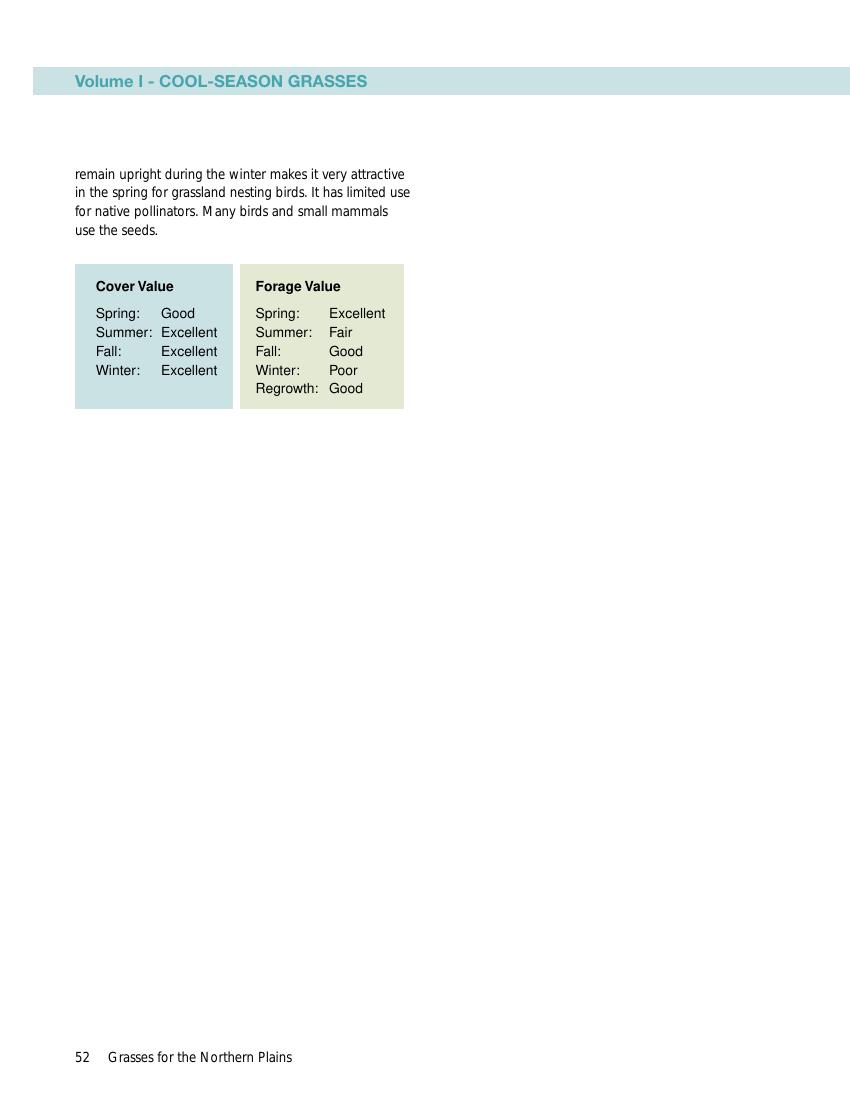 Volume I - COOL-SEASON GRASSES
remain upright during the winter makes it very attractive
in the spring for grassland nesting birds. It has limited use
for native pollinators. Many birds and small mammals
use the seeds.
Cover Value
Spring: Good
Summer: Excellent
Fall: Excellent
Winter: Excellent
Forage Value
Spring: Excellent
Summer: Fair
Fall: Good
Winter: Poor
Regrowth: Good
52 Grasses for the Northern Plains